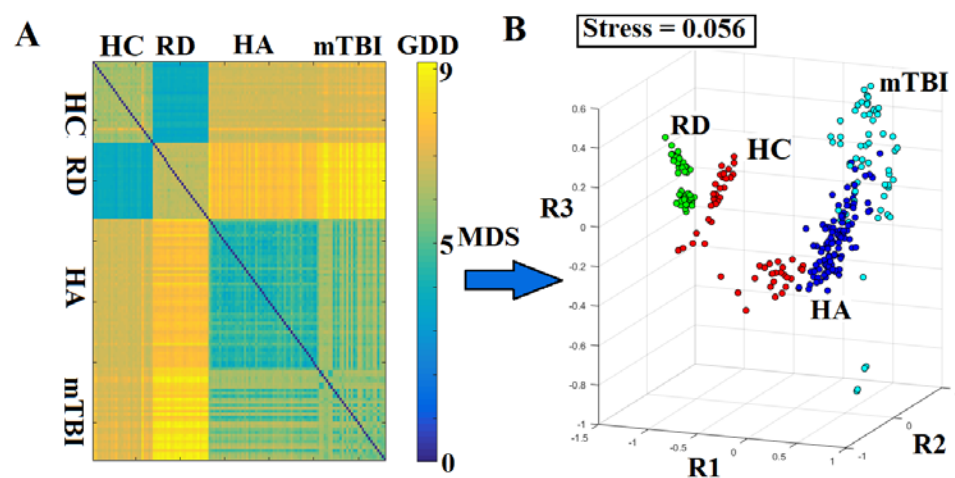 A
HC RD HA mTBI GDD
HC
RD
HA
mTBI
9
5
0
MDS
B
Stress = 0.056
mTBI
RD
HC
HA
R3
0.6
0.4
0.2
0
-0.2
-0.4
-0.6
-0.8
-1
-1.5
-1
-0.5
0
0.5
1
R1
-1
0
R2